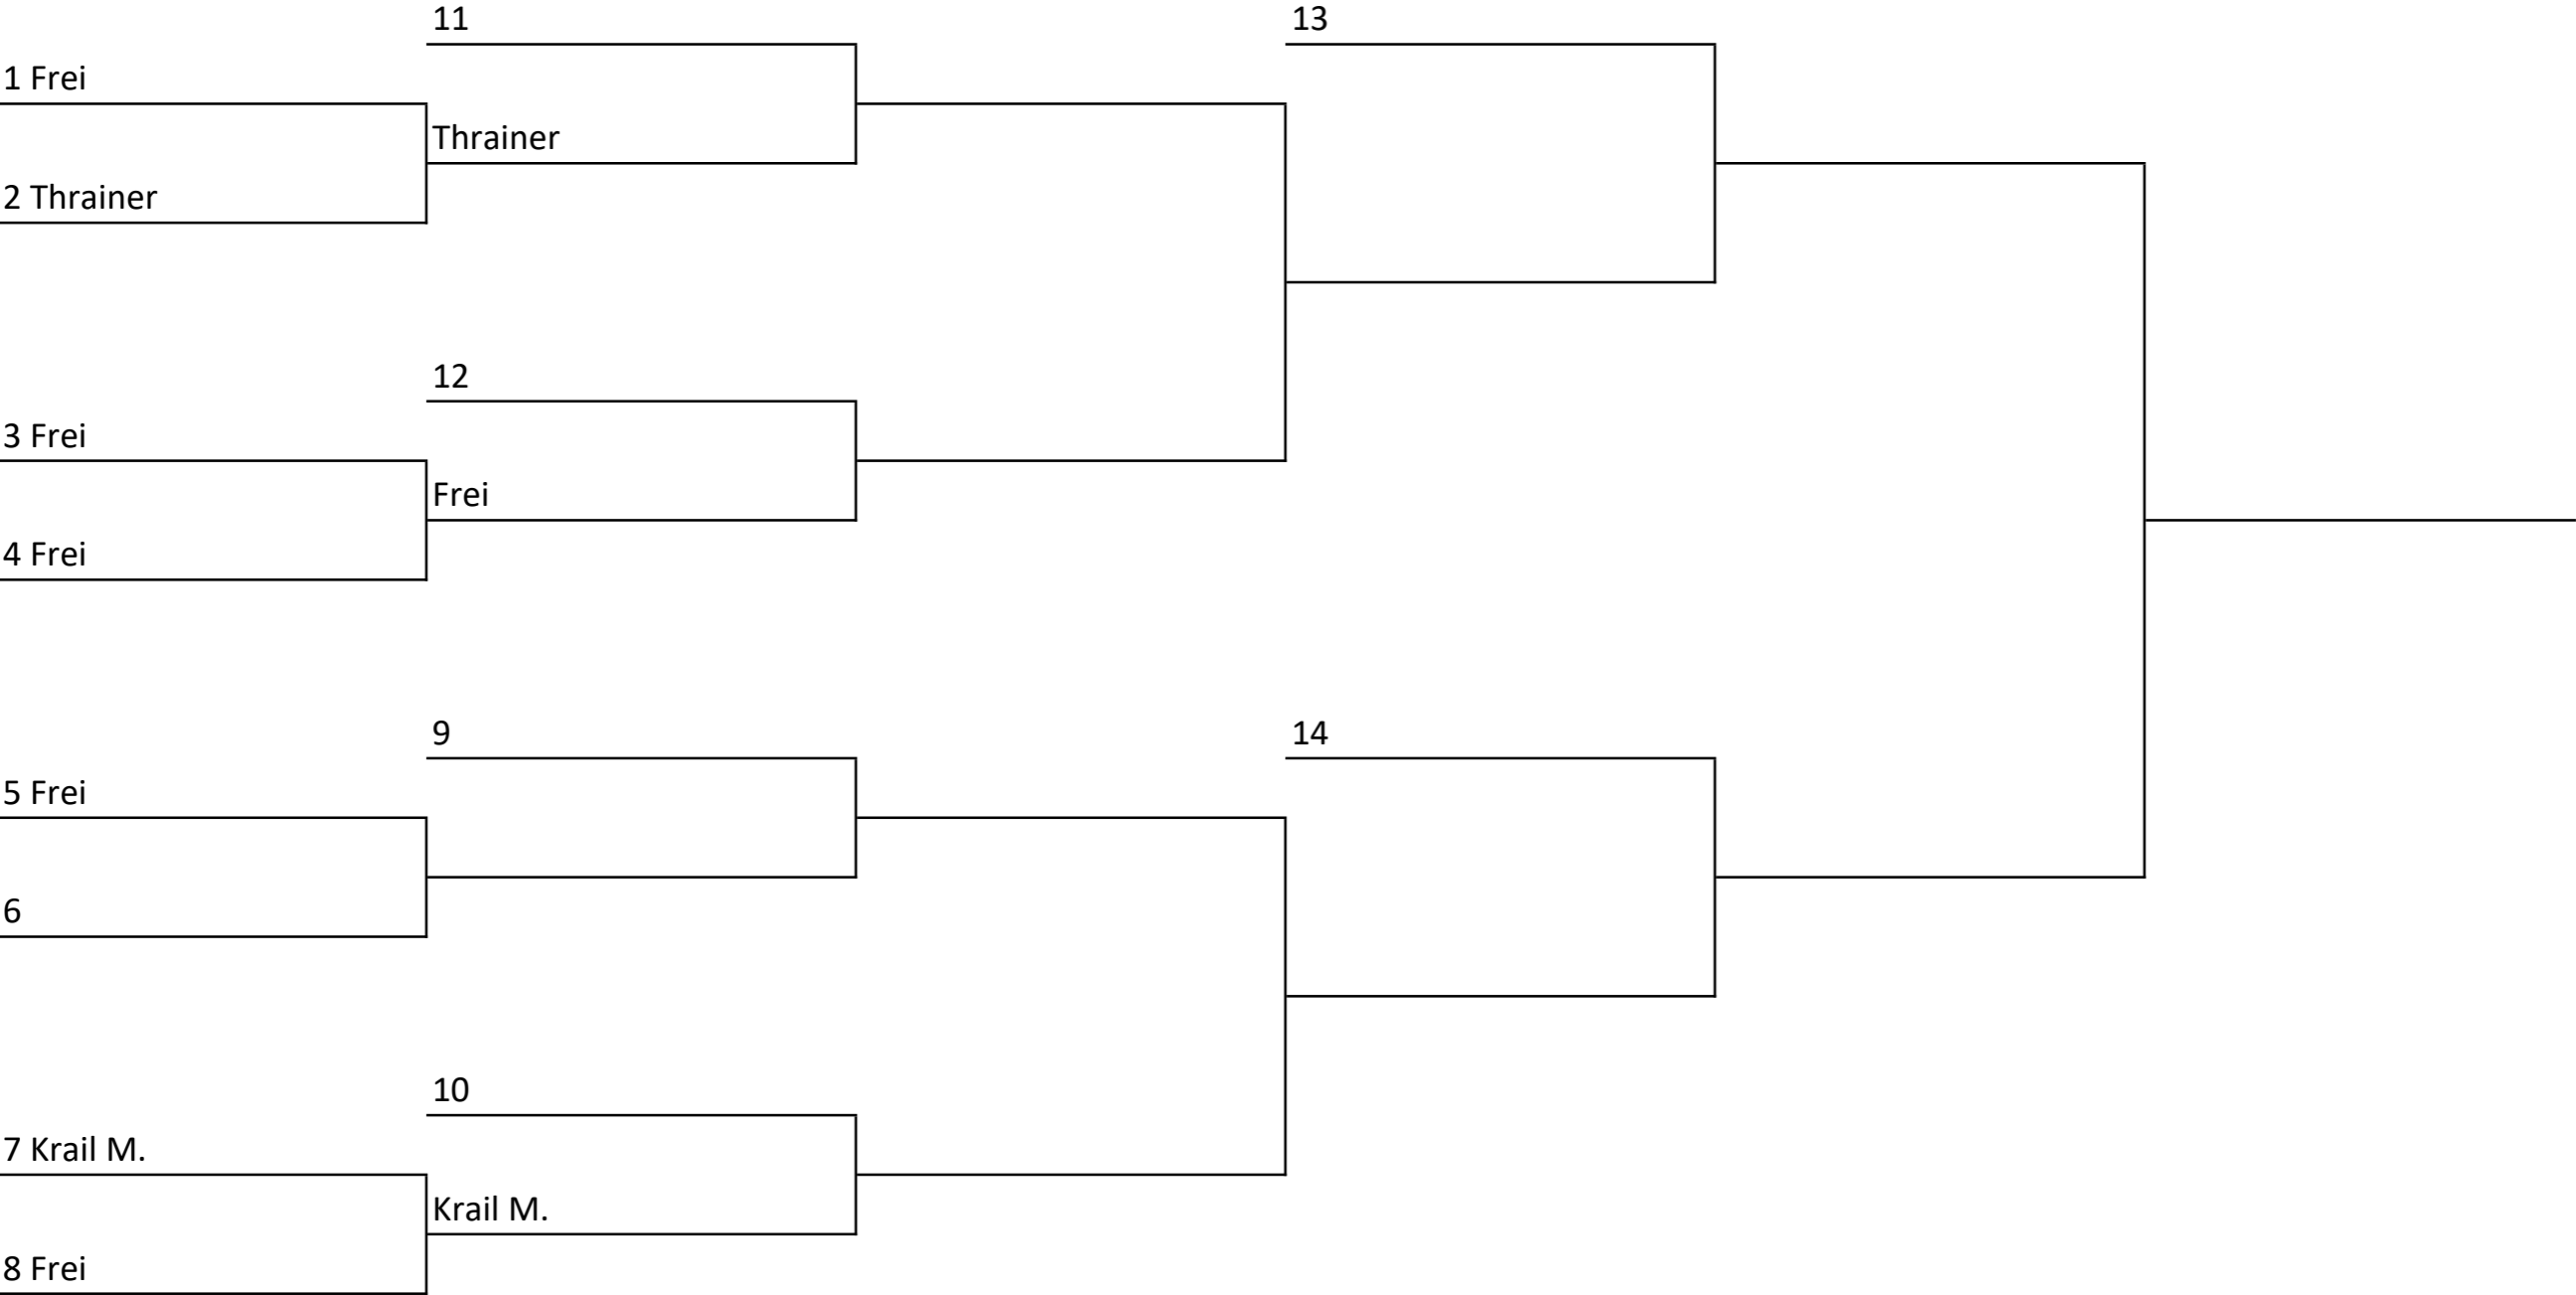 11
13
1 Frei
Thrainer
2 Thrainer
12
3 Frei
Frei
4 Frei
9
14
5 Frei
6
10
7 Krail M.
Krail M.
8 Frei